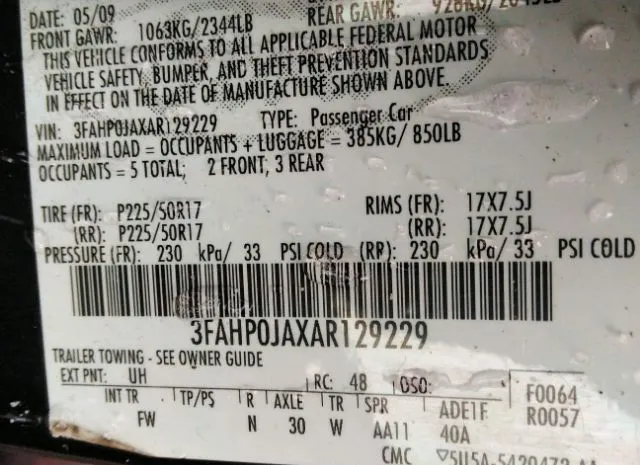 DATE: 05/09
REAR GAWR: 928KG/2045LB
FRONT GAWR: 1063KG/2344LB
THIS VEHICLE CONFORMS TO ALL APPLICABLE FEDERAL MOTOR
VEHICLE SAFETY, BUMPER, AND THEFT PREVENTION STANDARDS
IN EFFECT ON THE DATE OF MANUFACTURE SHOWN ABOVE.
VIN: 3FAHP0JAXAR129229 TYPE: Passenger Car
MAXIMUM LOAD = OCCUPANTS + LUGGAGE = 385KG/ 850LB
OCCUPANTS = 5 TOTAL; 2 FRONT, 3 REAR
TIRE (FR): P225/50R17 RIMS (FR): 17X7.5J
(RR): P225/50R17 (RR): 17X7.5J
PRESSURE (FR): 230 kPa/ 33 PSI COLD (RR): 230 kPa/ 33 PSI COLD
3FAHP0JAXAR129229
TRAILER TOWING - SEE OWNER GUIDE
EXT PNT: UH RC: 48 DSO: F0064
INT TR TP/PS R AXLE TR SPR ADE1F R0057
FW N 30 W AA11 40A
CMC